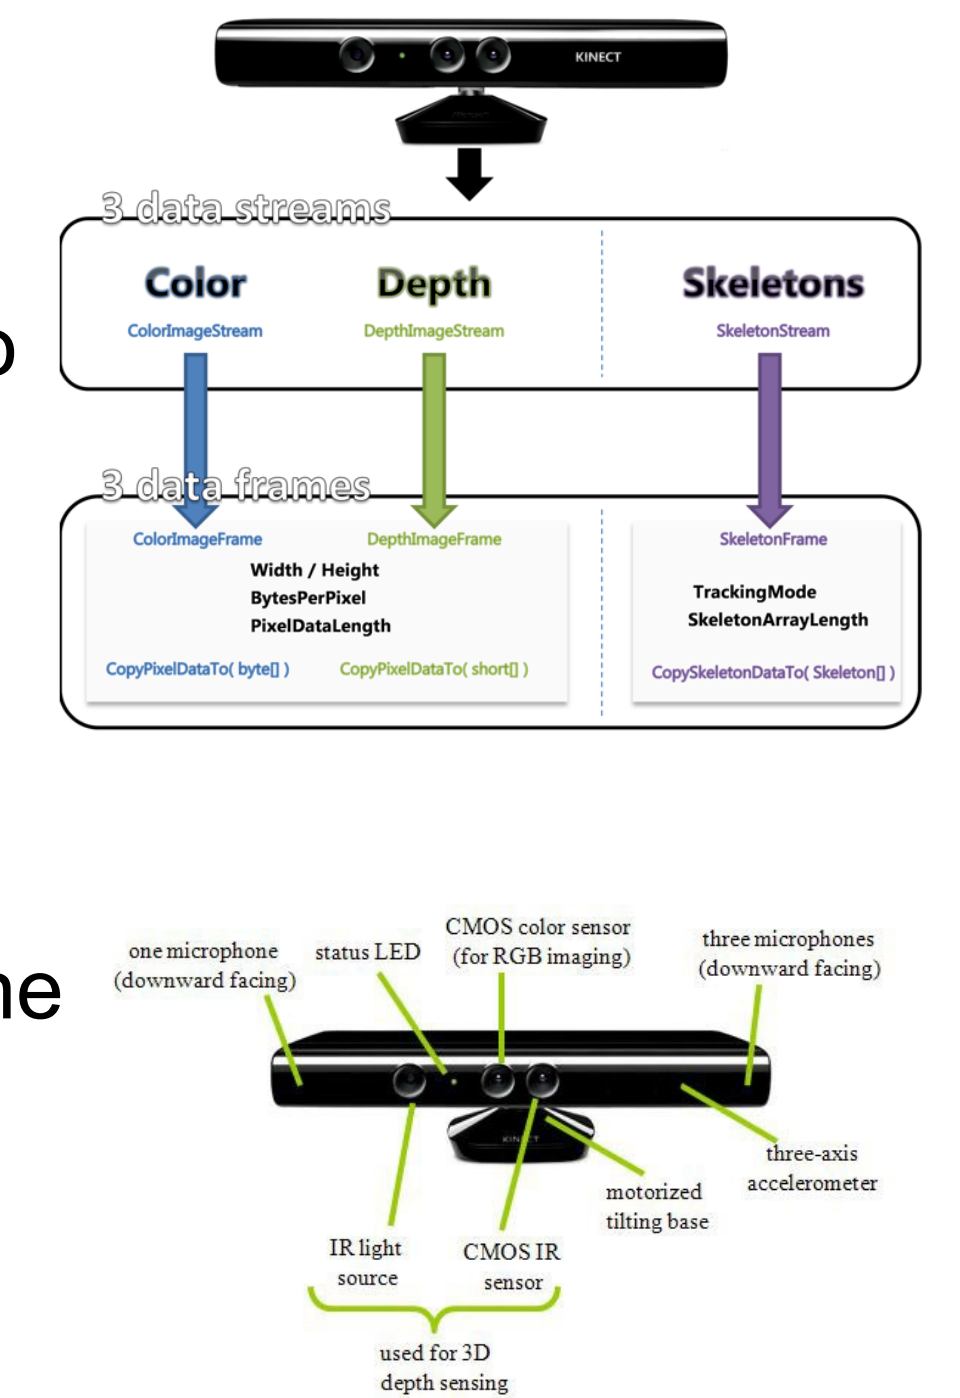 KINECT
3 data streams
Color Depth Skeletons
ColorImageStream DepthImageStream SkeletonStream
3 data frames
ColorImageFrame DepthImageFrame SkeletonFrame
Width / Height
BytesPerPixel
PixelDataLength
TrackingMode
SkeletonArrayLength
CopyPixelDataTo( byte[] ) CopyPixelDataTo( short[] ) CopySkeletonDataTo( Skeleton[] )
ne
one microphone
(downward facing)
status LED
CMOS color sensor
(for RGB imaging)
three microphones
(downward facing)
KINECT
three-axis
accelerometer
motorized
tilting base
IR light
source
CMOS IR
sensor
used for 3D
depth sensing